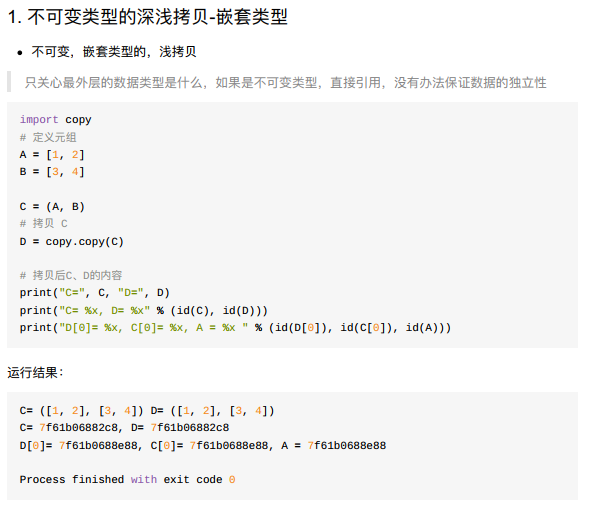 1. 不可变类型的深浅拷贝-嵌套类型
• 不可变，嵌套类型的，浅拷贝
只关心最外层的数据类型是什么，如果是不可变类型，直接引用，没有办法保证数据的独立性
import copy
# 定义元组
A = [1, 2]
B = [3, 4]
C = (A, B)
# 拷贝 C
D = copy.copy(C)
# 拷贝后C、D的内容
print("C=", C, "D=", D)
print("C= %x, D= %x" % (id(C), id(D)))
print("D[0]= %x, C[0]= %x, A = %x " % (id(D[0]), id(C[0]), id(A)))
运行结果：
C= ([1, 2], [3, 4]) D= ([1, 2], [3, 4])
C= 7f61b06882c8, D= 7f61b06882c8
D[0]= 7f61b0688e88, C[0]= 7f61b0688e88, A = 7f61b0688e88
Process finished with exit code 0